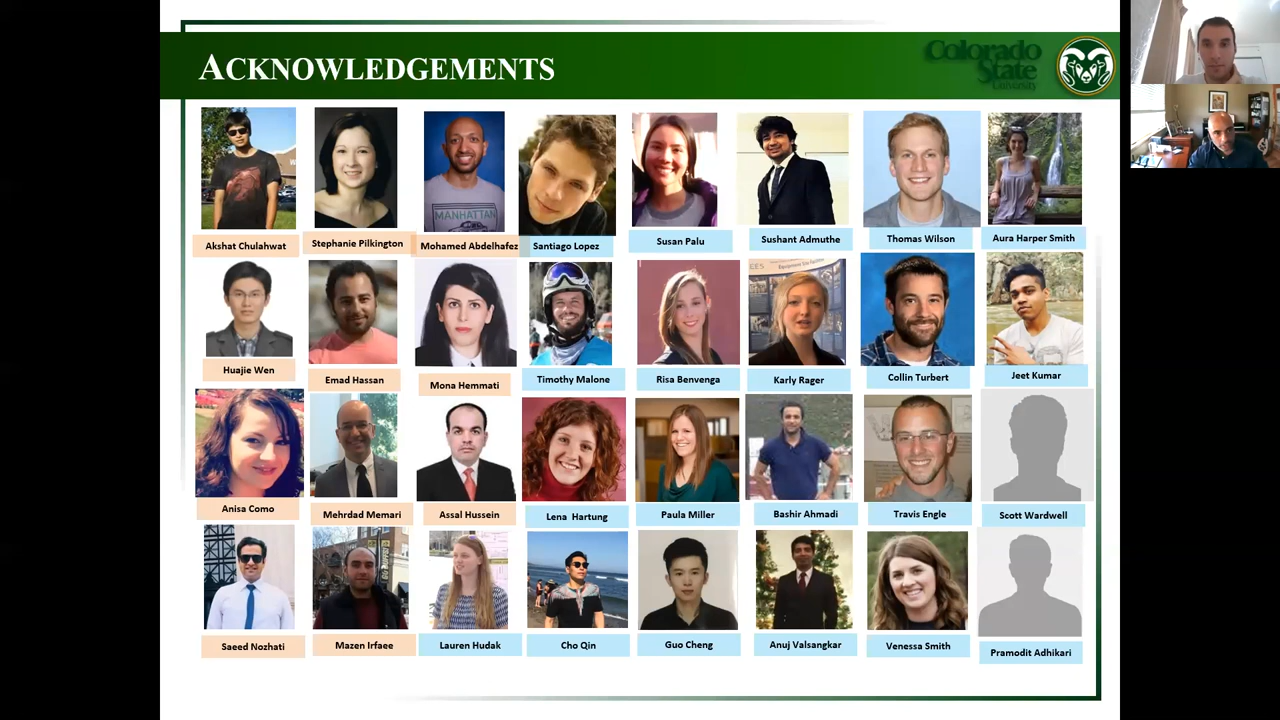 ACKNOWLEDGEMENTS
Colorado
State
University
MANHATTAN
Akshat Chulahwat
Stephanie Pilkington
Mohamed Abdelhafez
Santiago Lopez
Susan Palu
Sushant Admuthe
Thomas Wilson
Aura Harper Smith
Huajie Wen
Emad Hassan
Mona Hemmati
Timothy Malone
Risa Benvenga
Karly Rager
Collin Turbert
Jeet Kumar
Anisa Como
Mehrdad Memari
Assal Hussein
Lena Hartung
Paula Miller
Bashir Ahmadi
Travis Engle
Scott Wardwell
Saeed Nozhati
Mazen Irfaee
Lauren Hudak
Cho Qin
Guo Cheng
Anuj Valsangkar
Venessa Smith
Pramodit Adhikari